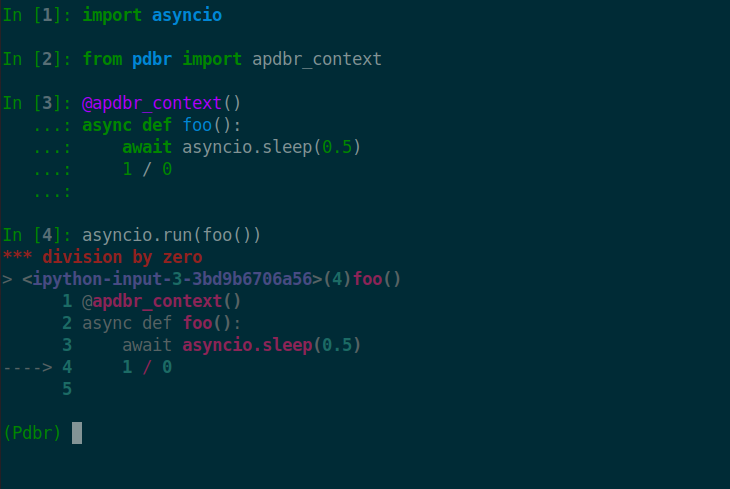 In [1]: import asyncio
In [2]: from pdbr import apdbr_context
In [3]: @apdbr_context()
   ...: async def foo():
   ...:     await asyncio.sleep(0.5)
   ...:     1 / 0
   ...:
In [4]: asyncio.run(foo())
*** division by zero
> <ipython-input-3-3bd9b6706a56>(4)foo()
      1 @apdbr_context()
      2 async def foo():
      3     await asyncio.sleep(0.5)
----> 4     1 / 0
      5
(Pdbr)